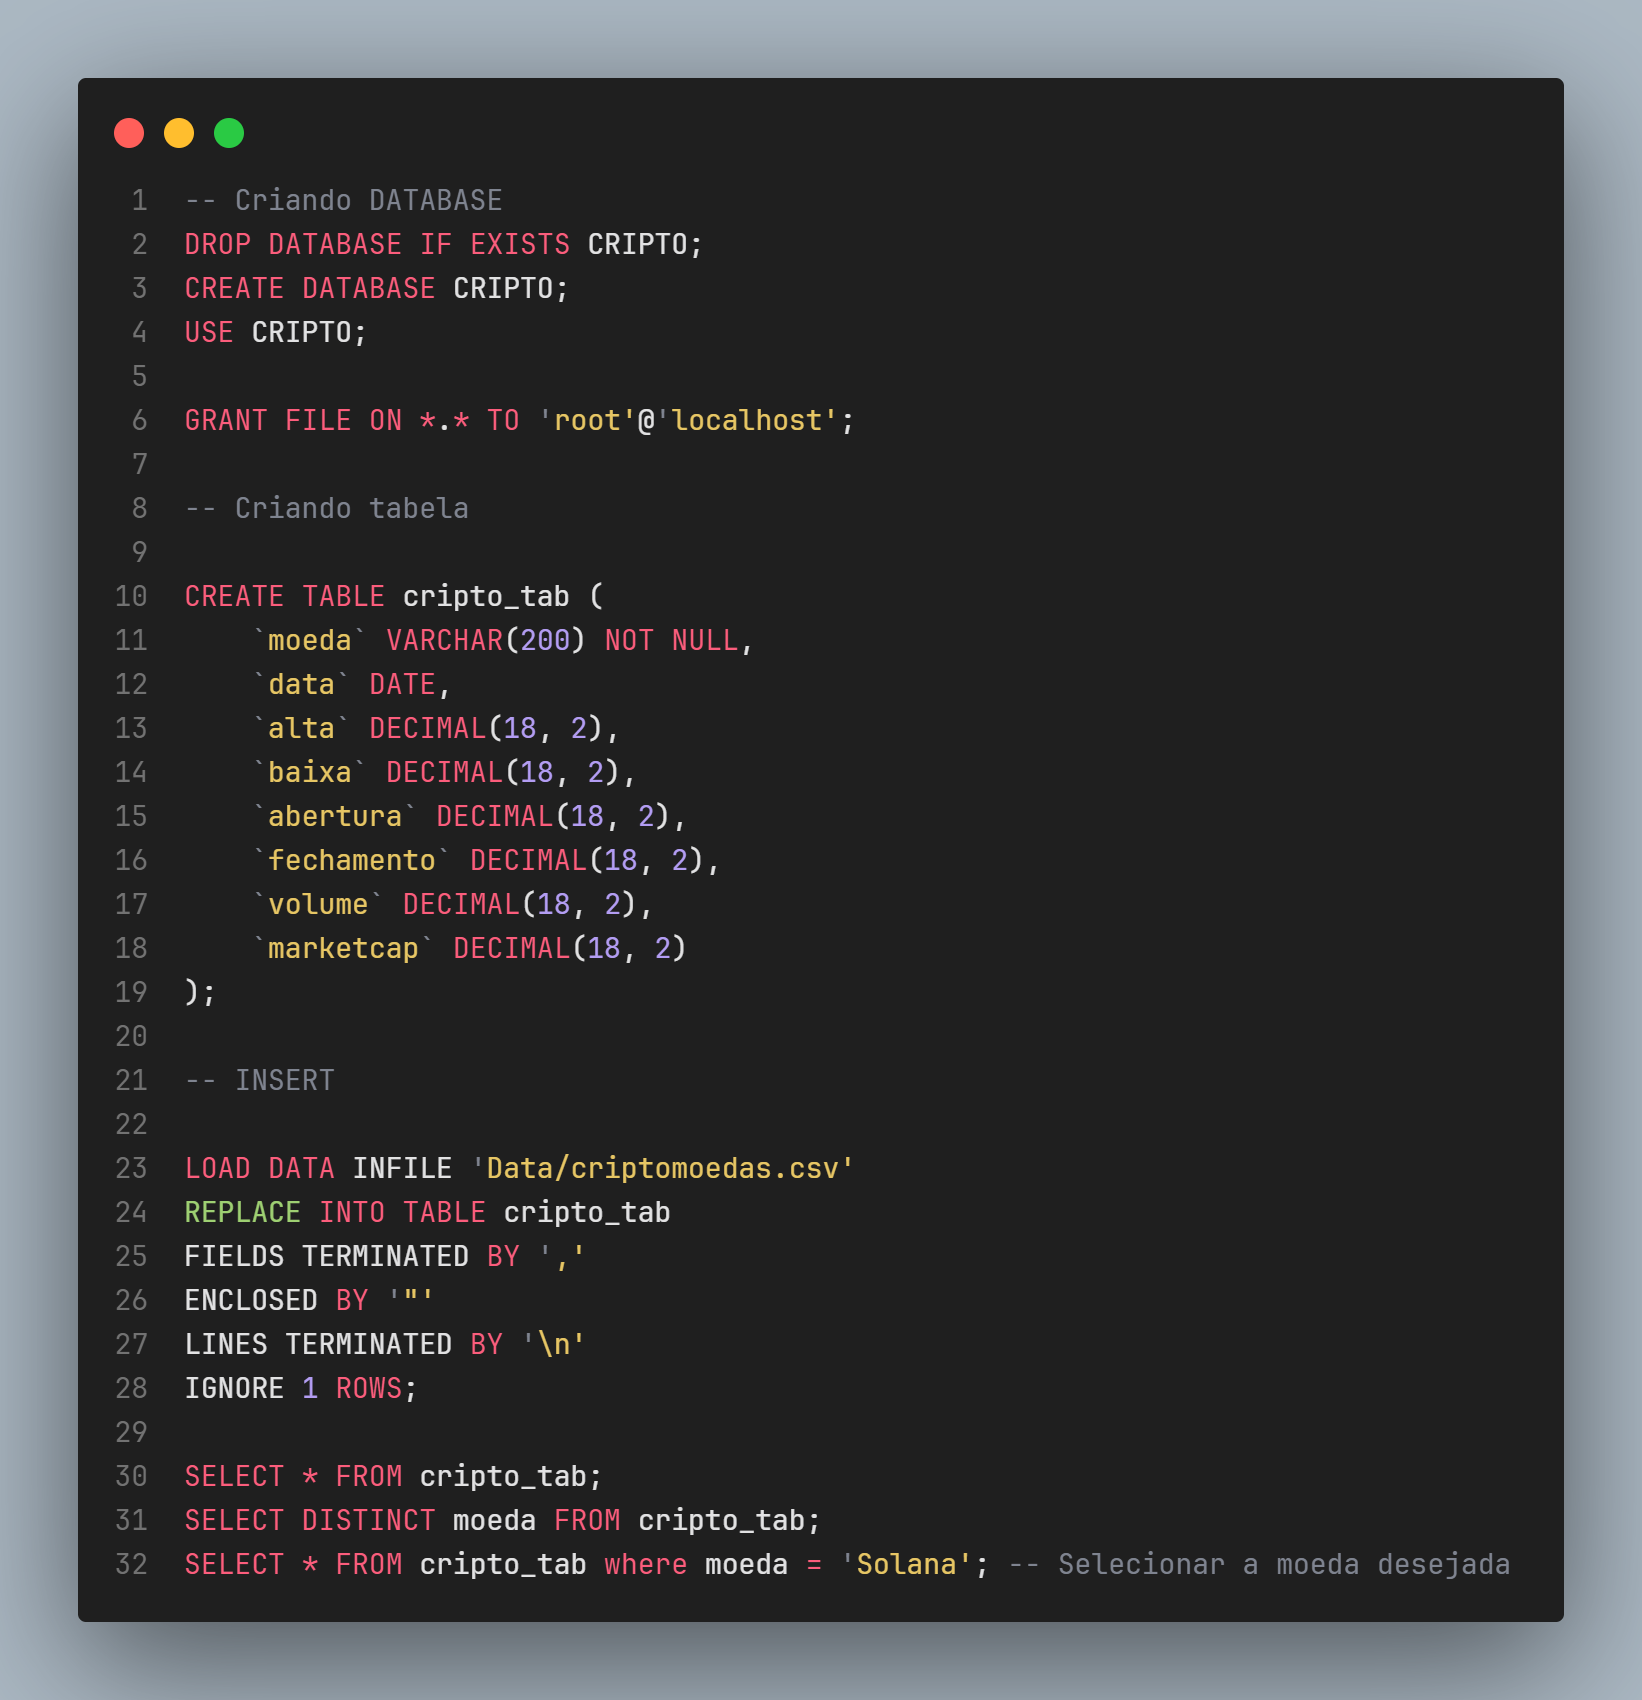 1 -- Criando DATABASE
2 DROP DATABASE IF EXISTS CRIPTO;
3 CREATE DATABASE CRIPTO;
4 USE CRIPTO;
5
6 GRANT FILE ON *.* TO 'root'@'localhost';
7
8 -- Criando tabela
9
10 CREATE TABLE cripto_tab (
11     `moeda` VARCHAR(200) NOT NULL,
12     `data` DATE,
13     `alta` DECIMAL(18, 2),
14     `baixa` DECIMAL(18, 2),
15     `abertura` DECIMAL(18, 2),
16     `fechamento` DECIMAL(18, 2),
17     `volume` DECIMAL(18, 2),
18     `marketcap` DECIMAL(18, 2)
19 );
20
21 -- INSERT
22
23 LOAD DATA INFILE 'Data/criptomoedas.csv'
24 REPLACE INTO TABLE cripto_tab
25 FIELDS TERMINATED BY ','
26 ENCLOSED BY '"'
27 LINES TERMINATED BY '\n'
28 IGNORE 1 ROWS;
29
30 SELECT * FROM cripto_tab;
31 SELECT DISTINCT moeda FROM cripto_tab;
32 SELECT * FROM cripto_tab where moeda = 'Solana'; -- Selecionar a moeda desejada